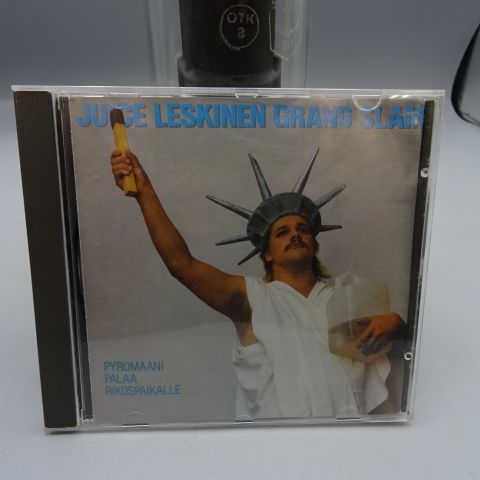 OTK
8
JUICE LESKINEN GRAND SLAM
PYROMAANI
PALAA
RIKOSPAIKALLE